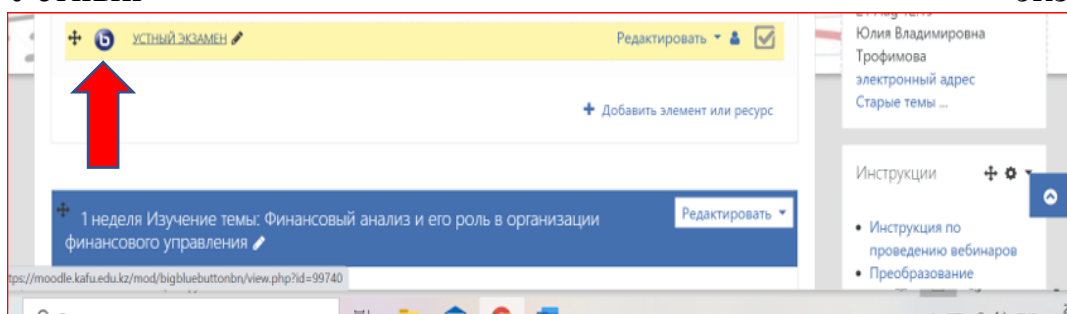 УСТНЫЙ ЭКЗАМЕН
Редактировать
Добавить элемент или ресурс
1 неделя Изучение темы: Финансовый анализ и его роль в организации
финансового управления
Редактировать
tps://moodle.kafu.edu.kz/mod/bigbluebuttonbn/view.php?id=99740
Юлия Владимировна
Трофимова
электронный адрес
Старые темы ...
Инструкции
• Инструкция по
проведению вебинаров
• Преобразование